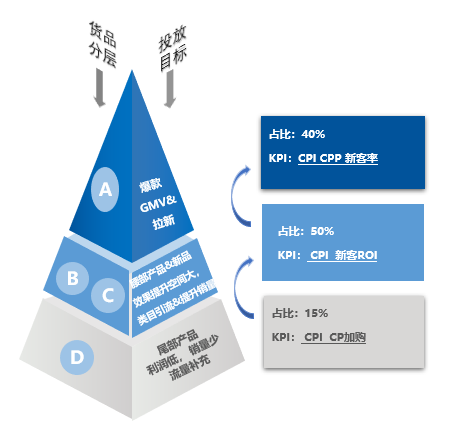 货品
分层
投放
目标
A
爆款
GMV&
拉新
占比：40%
KPI：CPI CPP 新客率
B
C
腰部产品&新品
效果提升空间大，
类目引流&提升销量
占比：50%
KPI： CPI 新客ROI
D
尾部产品
利润低，销量少
流量补充
占比：15%
KPI： CPI CP加购